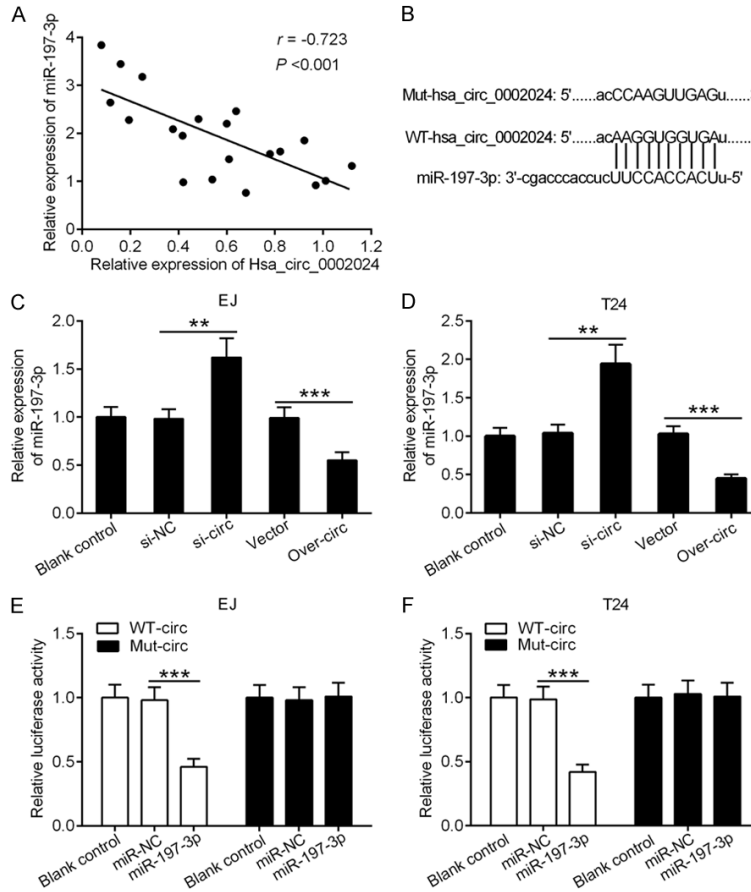 A
Relative expression of miR-197-3p
4
3
2
1
0
0.0 0.2 0.4 0.6 0.8 1.0 1.2
Relative expression of Hsa_circ_0002024
r = -0.723
P <0.001
B
Mut-hsa_circ_0002024: 5'......acCCAAGUUGAGu......
WT-hsa_circ_0002024: 5'......acAAGGUGGUGAu......
miR-197-3p: 3'-cgacccaccucUUCCACCACUu-5'
C
EJ
Relative expression
of miR-197-3p
2.0
1.5
1.0
0.5
0.0
**
***
Blank control si-NC si-circ Vector Over-circ
D
T24
Relative expression
of miR-197-3p
2.5
2.0
1.5
1.0
0.5
0.0
**
***
Blank control si-NC si-circ Vector Over-circ
E
EJ
Relative luciferase activity
1.5
1.0
0.5
0.0
WT-circ
Mut-circ
***
Blank control miR-NC miR-197-3p Blank control miR-NC miR-197-3p
F
T24
Relative luciferase activity
1.5
1.0
0.5
0.0
WT-circ
Mut-circ
***
Blank control miR-NC miR-197-3p Blank control miR-NC miR-197-3p